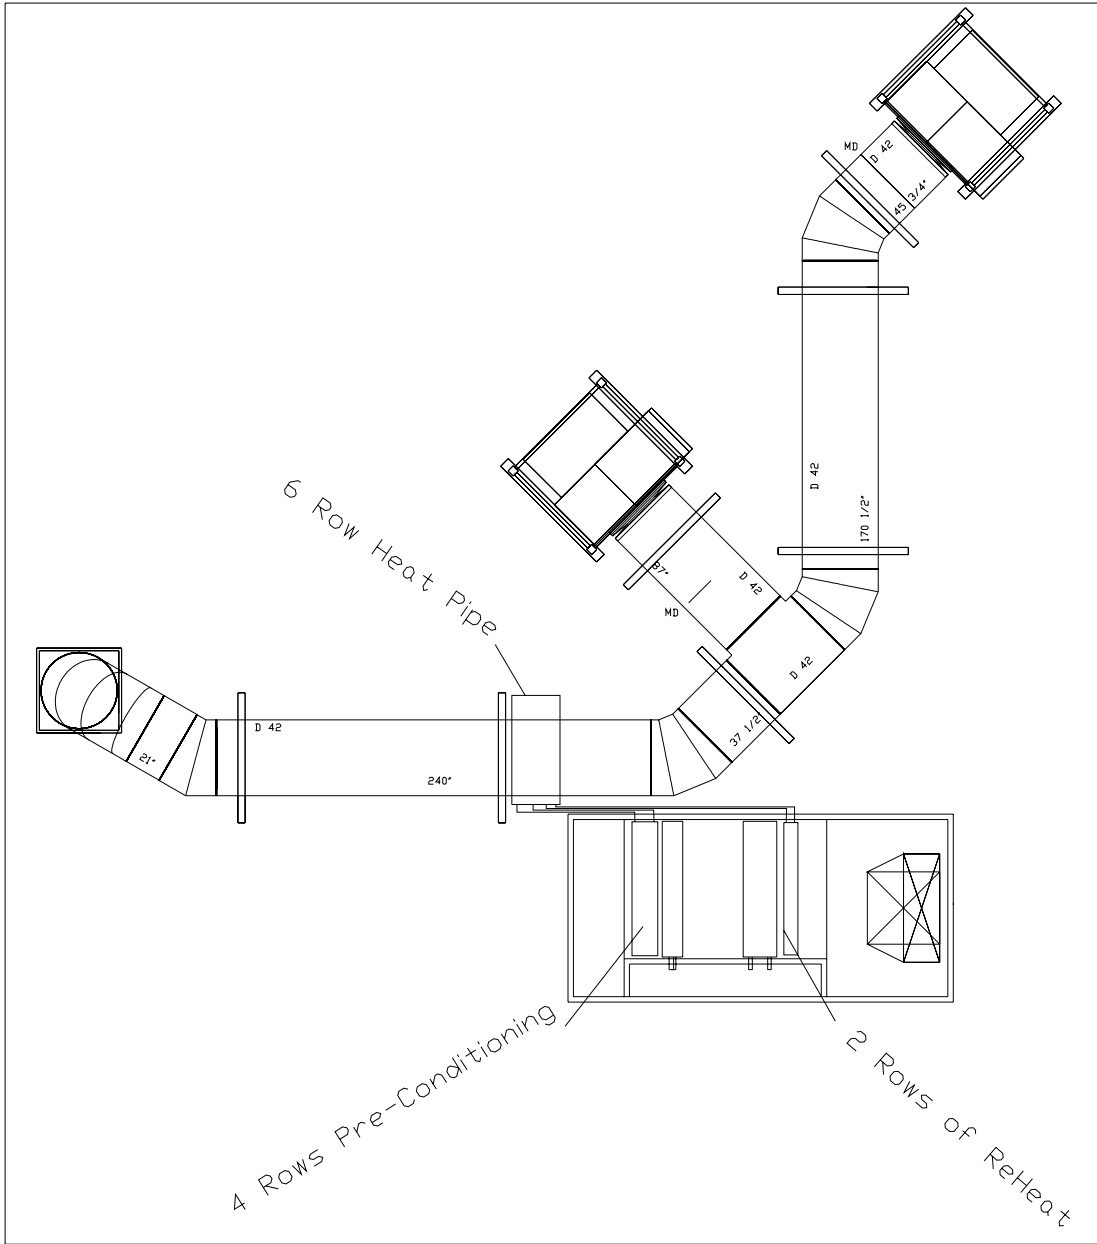 MD
D 42
45 3/4"
D 42
170 1/2"
6 Row Heat Pipe
87"
D 42
MD
D 42
37 1/2"
D 42
21"
240"
4 Rows Pre-Conditioning
2 Rows of ReHeat